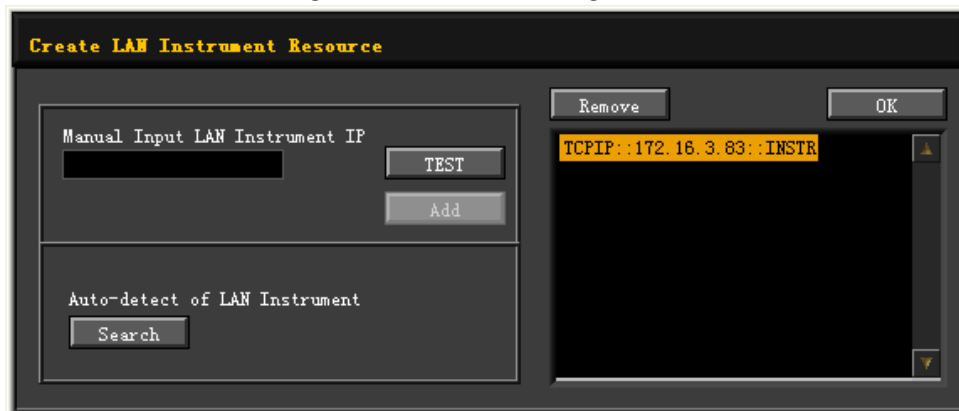 Create LAN Instrument Resource
Remove
OK
Manual Input LAN Instrument IP
TCPIP::172.16.3.83::INSTR
TEST
Add
Auto-detect of LAN Instrument
Search